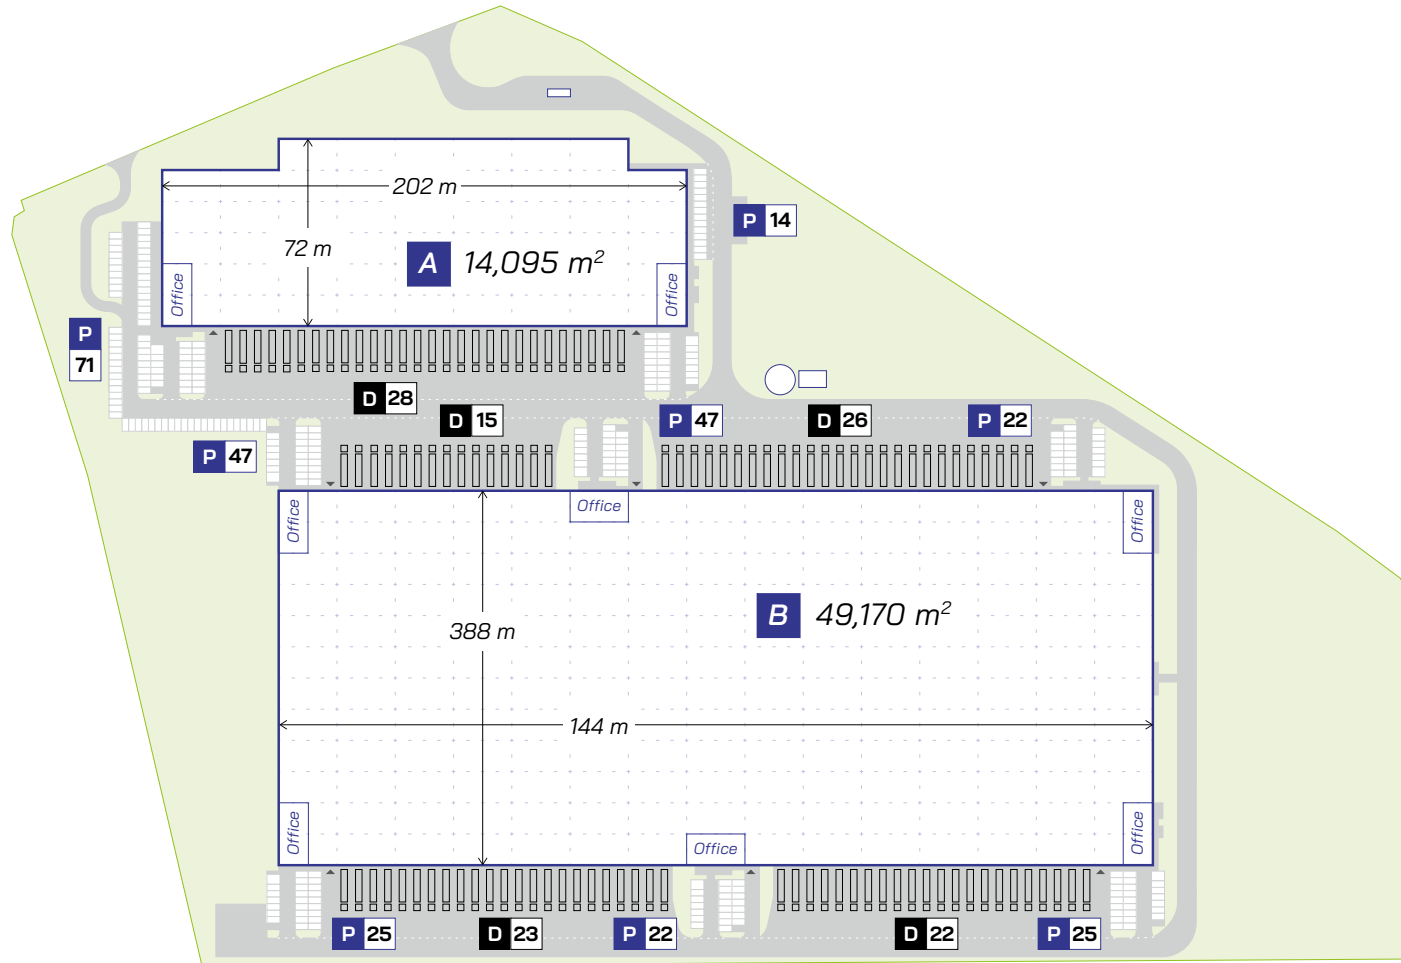 202 m
P 14
72 m
A 14,095 m²
Office
Office
P
71
D 28
D 15
P 47
D 26
P 22
P 47
Office
Office
Office
B 49,170 m²
388 m
144 m
Office
Office
Office
P 25
D 23
P 22
D 22
P 25